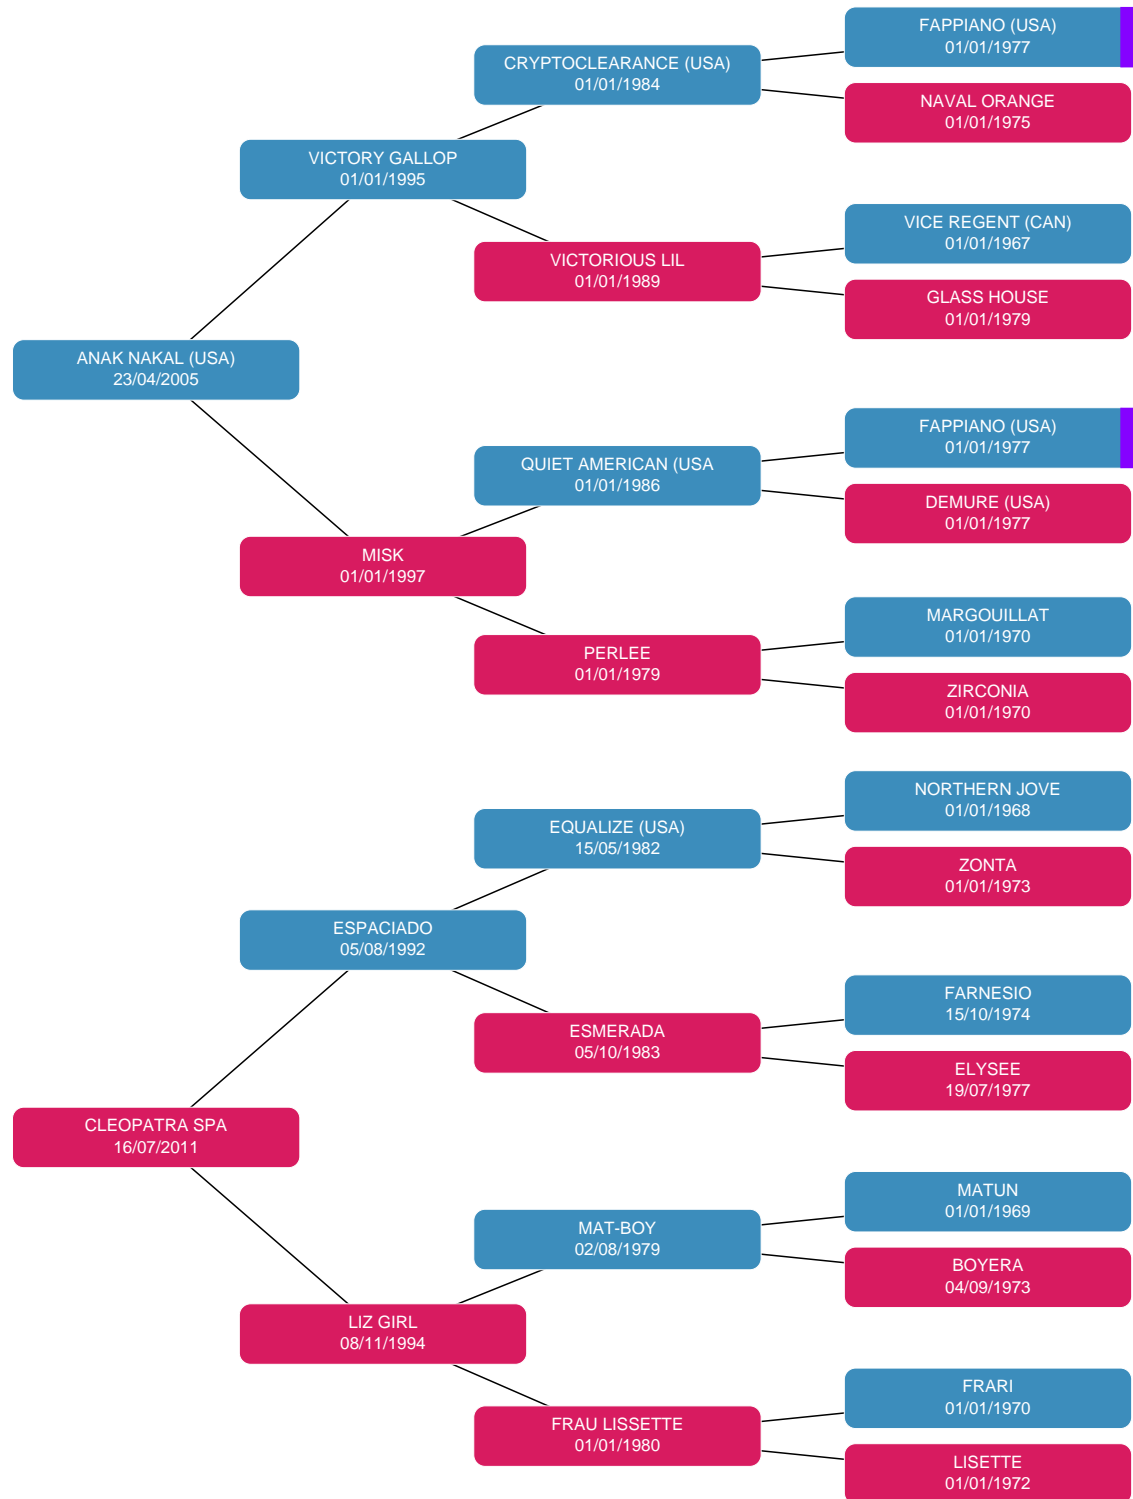 FAPPIANO (USA)
01/01/1977
CRYPTOCLEARANCE (USA)
01/01/1984
NAVAL ORANGE
01/01/1975
VICTORY GALLOP
01/01/1995
VICE REGENT (CAN)
01/01/1967
VICTORIOUS LIL
01/01/1989
GLASS HOUSE
01/01/1979
ANAK NAKAL (USA)
23/04/2005
FAPPIANO (USA)
01/01/1977
QUIET AMERICAN (USA
01/01/1986
DEMURE (USA)
01/01/1977
MISK
01/01/1997
MARGOUILLAT
01/01/1970
PERLEE
01/01/1979
ZIRCONIA
01/01/1970
NORTHERN JOVE
01/01/1968
EQUALIZE (USA)
15/05/1982
ZONTA
01/01/1973
ESPACIADO
05/08/1992
FARNESIO
15/10/1974
ESMERADA
05/10/1983
ELYSEE
19/07/1977
CLEOPATRA SPA
16/07/2011
MATUN
01/01/1969
MAT-BOY
02/08/1979
BOYERA
04/09/1973
LIZ GIRL
08/11/1994
FRARI
01/01/1970
FRAU LISSETTE
01/01/1980
LISETTE
01/01/1972